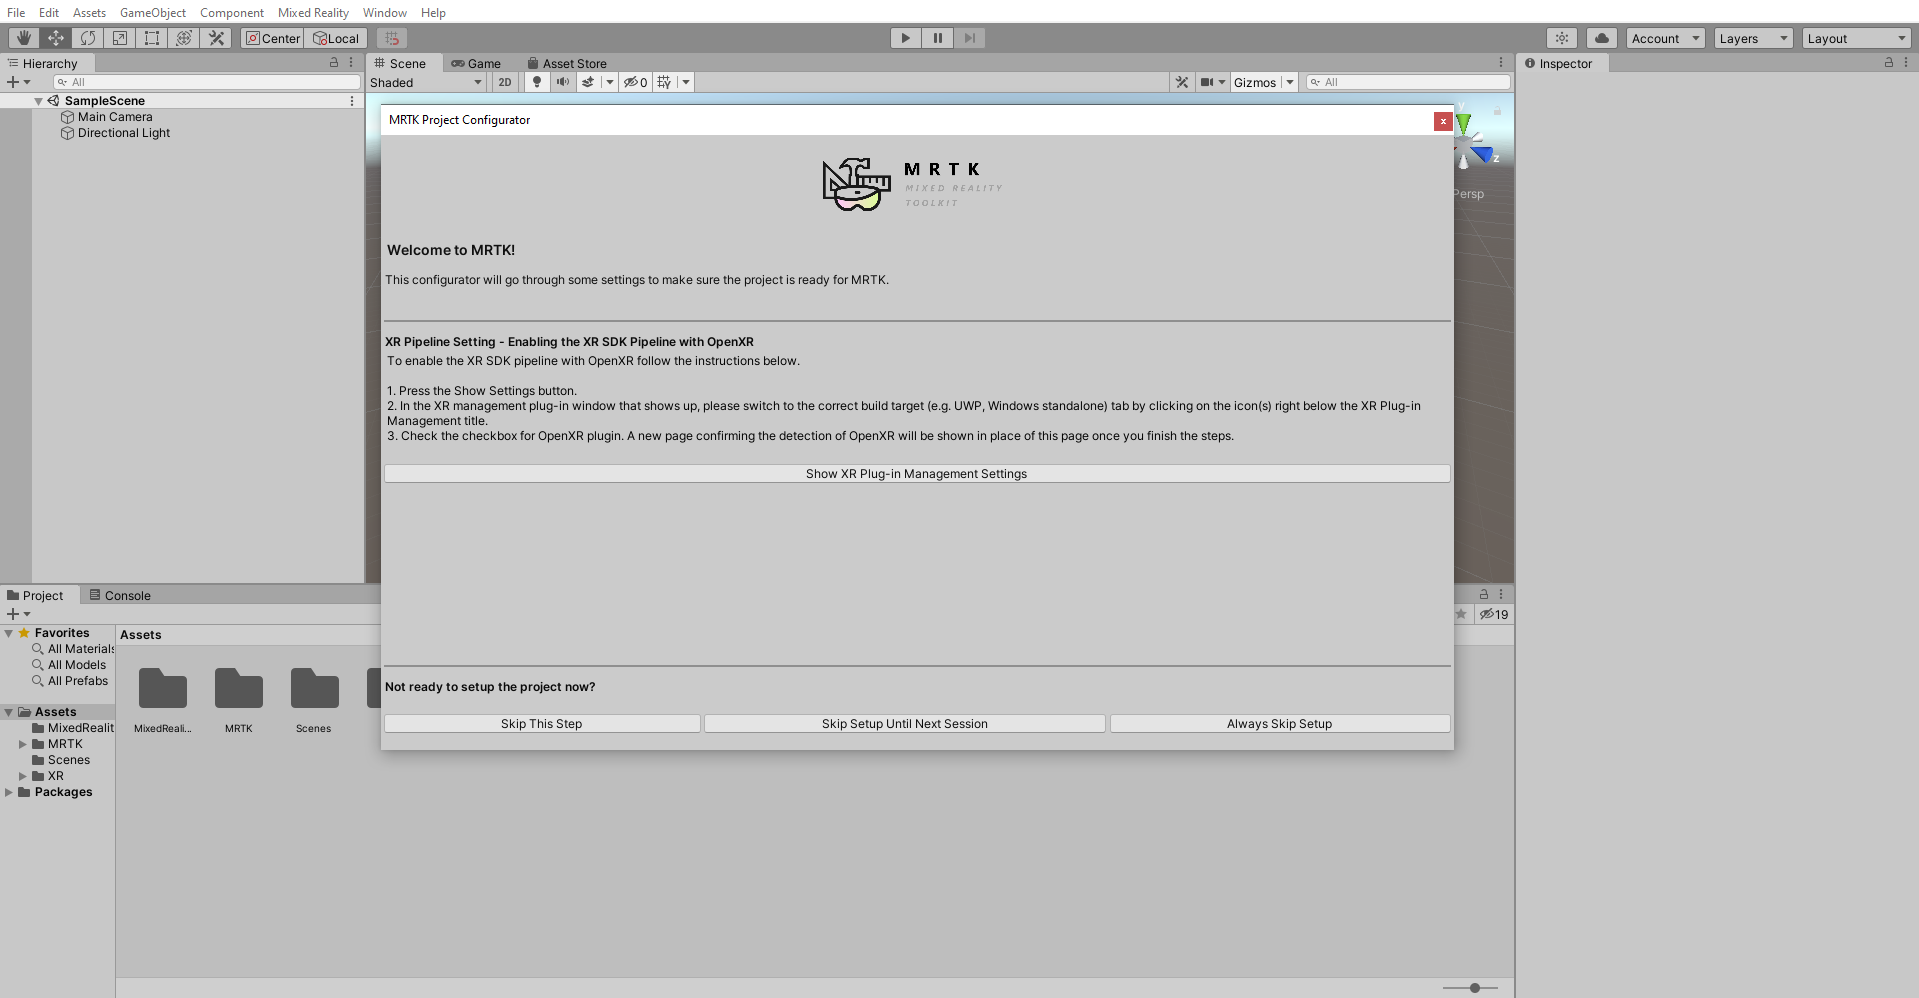 File Edit Assets GameObject Component Mixed Reality Window Help
Center Local Account Layers Layout
Hierarchy
All
SampleScene
Main Camera
Directional Light
Scene Game Asset Store
Shaded 2D 0 Gizmos All
Inspector
y
z
Persp
MRTK Project Configurator
x
MRTK
MIXED REALITY
TOOLKIT
Welcome to MRTK!
This configurator will go through some settings to make sure the project is ready for MRTK.
XR Pipeline Setting - Enabling the XR SDK Pipeline with OpenXR
To enable the XR SDK pipeline with OpenXR follow the instructions below.
1. Press the Show Settings button.
2. In the XR management plug-in window that shows up, please switch to the correct build target (e.g. UWP, Windows standalone) tab by clicking on the icon(s) right below the XR Plug-in
Management title.
3. Check the checkbox for OpenXR plugin. A new page confirming the detection of OpenXR will be shown in place of this page once you finish the steps.
Show XR Plug-in Management Settings
Not ready to setup the project now?
Skip This Step Skip Setup Until Next Session Always Skip Setup
Project Console
19
Favorites
All Materials
All Models
All Prefabs
Assets
MixedRealit
MRTK
Scenes
XR
Packages
Assets
MixedReali... MRTK Scenes